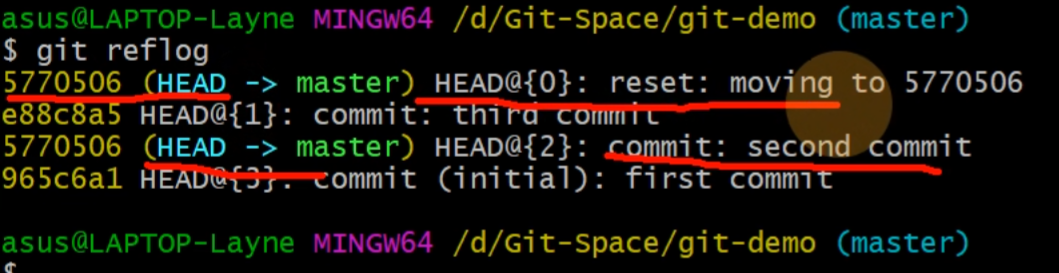 asus@LAPTOP-Layne MINGW64 /d/Git-Space/git-demo (master)
$ git reflog
5770506 (HEAD -> master) HEAD@{0}: reset: moving to 5770506
e88c8a5 HEAD@{1}: commit: third commit
5770506 (HEAD -> master) HEAD@{2}: commit: second commit
965c6a1 HEAD@{3}: commit (initial): first commit
asus@LAPTOP-Layne MINGW64 /d/Git-Space/git-demo (master)
$